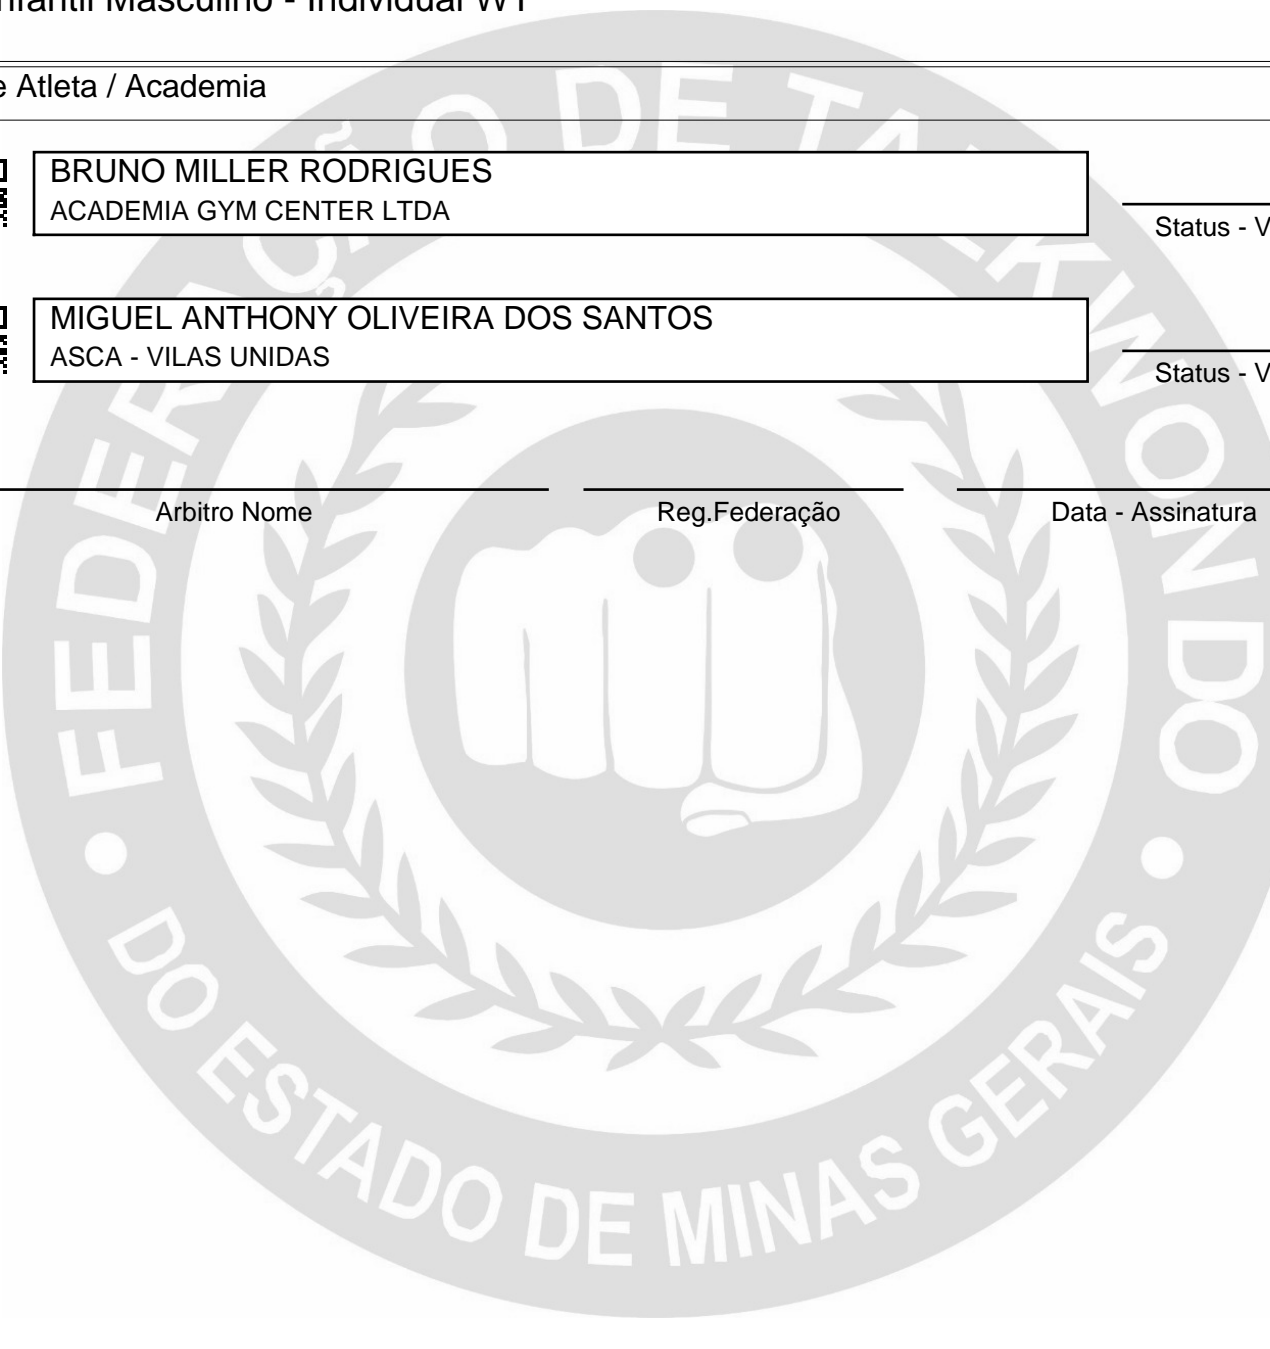 nfantil Masculino - Individual WT
e Atleta / Academia
BRUNO MILLER RODRIGUES
ACADEMIA GYM CENTER LTDA
Status - V
MIGUEL ANTHONY OLIVEIRA DOS SANTOS
ASCA - VILAS UNIDAS
Status - V
Arbitro Nome
Reg.Federação
Data - Assinatura
FEDERAÇÃO DE TAEKWONDO
DO ESTADO DE MINAS GERAIS